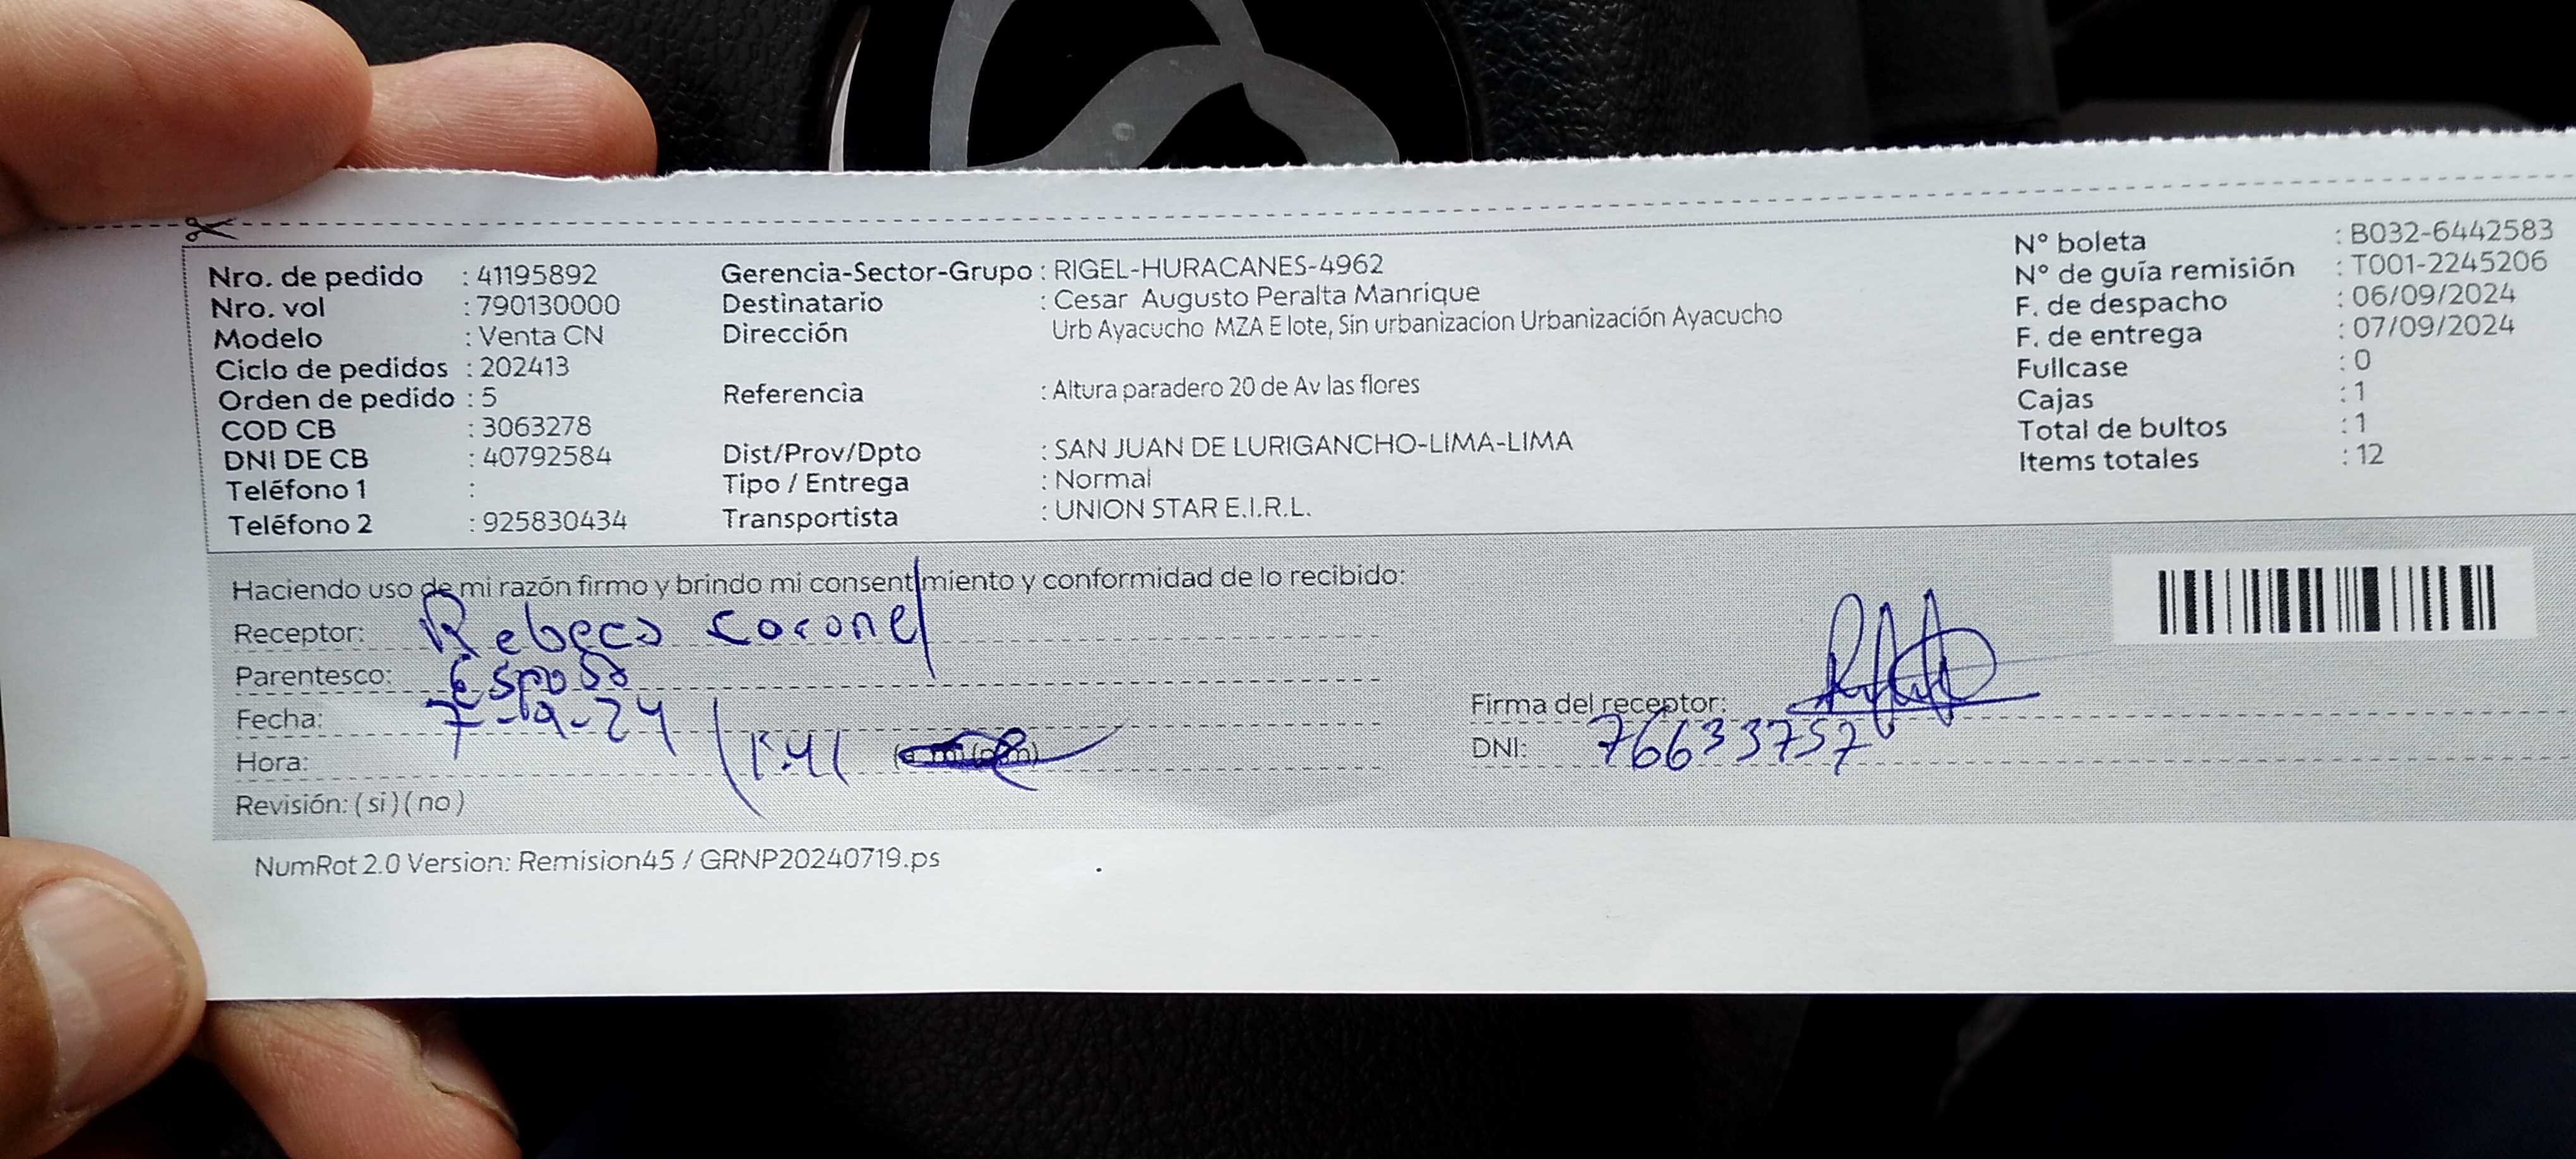 Nro. de pedido : 41195892
Nro. vol : 790130000
Modelo : Venta CN
Ciclo de pedidos : 202413
Orden de pedido : 5
COD CB : 3063278
DNI DE CB : 40792584
Teléfono 1 :
Teléfono 2 : 925830434
Gerencia-Sector-Grupo : RIGEL-HURACANES-4962
Destinatario : Cesar Augusto Peralta Manrique
Dirección Urb Ayacucho MZA E lote, Sin urbanizacion Urbanización Ayacucho
Referencia : Altura paradero 20 de Av las flores
Dist/Prov/Dpto : SAN JUAN DE LURIGANCHO-LIMA-LIMA
Tipo / Entrega : Normal
Transportista : UNION STAR E.I.R.L.
N° boleta : B032-6442583
N° de guía remisión : T001-2245206
F. de despacho : 06/09/2024
F. de entrega : 07/09/2024
Fullcase : 0
Cajas : 1
Total de bultos : 1
Items totales : 12
Haciendo uso de mi razón firmo y brindo mi consentimiento y conformidad de lo recibido:
Receptor: Rebeca Coronel
Parentesco: Esposa
Fecha: 7-9-24
Hora:
Revisión: (si) (no)
Firma del receptor:
DNI: 76633757
NumRot 2.0 Version: Remision45 / GRNP20240719.ps